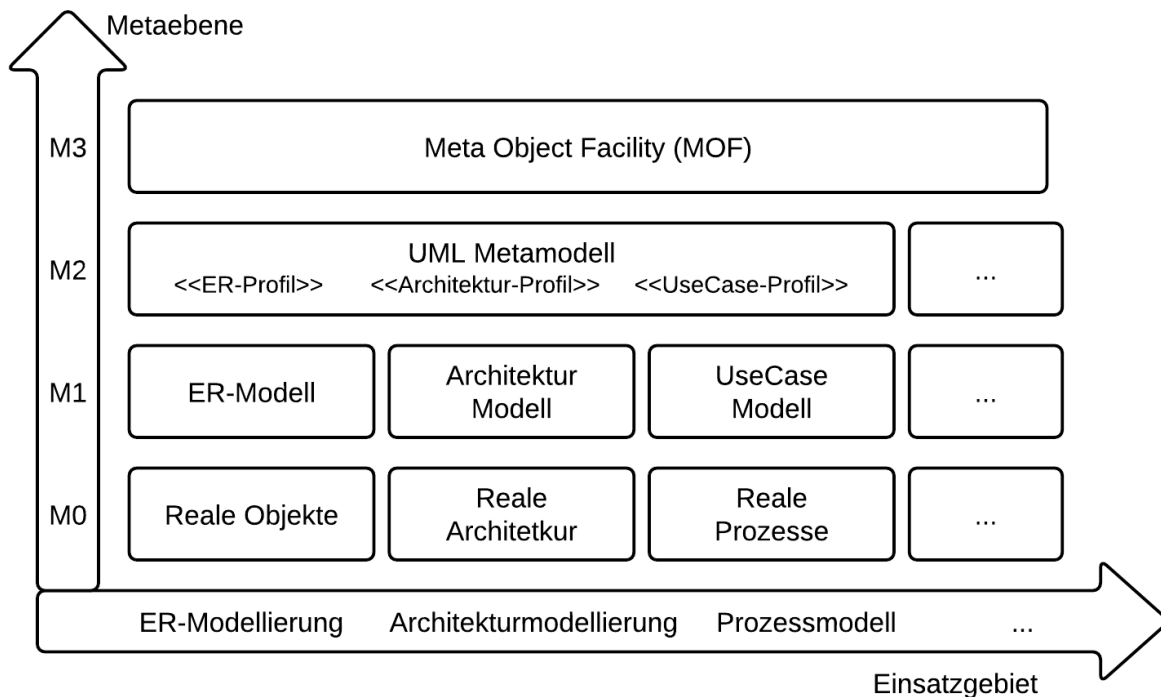 Metaebene
M3
Meta Object Facility (MOF)
M2
UML Metamodell
<<ER-Profil>> <<Architektur-Profil>> <<UseCase-Profil>>
...
M1
ER-Modell
Architektur
Modell
UseCase
Modell
...
M0
Reale Objekte
Reale
Architetkur
Reale
Prozesse
...
ER-Modellierung Architekturmodellierung Prozessmodell ...
Einsatzgebiet